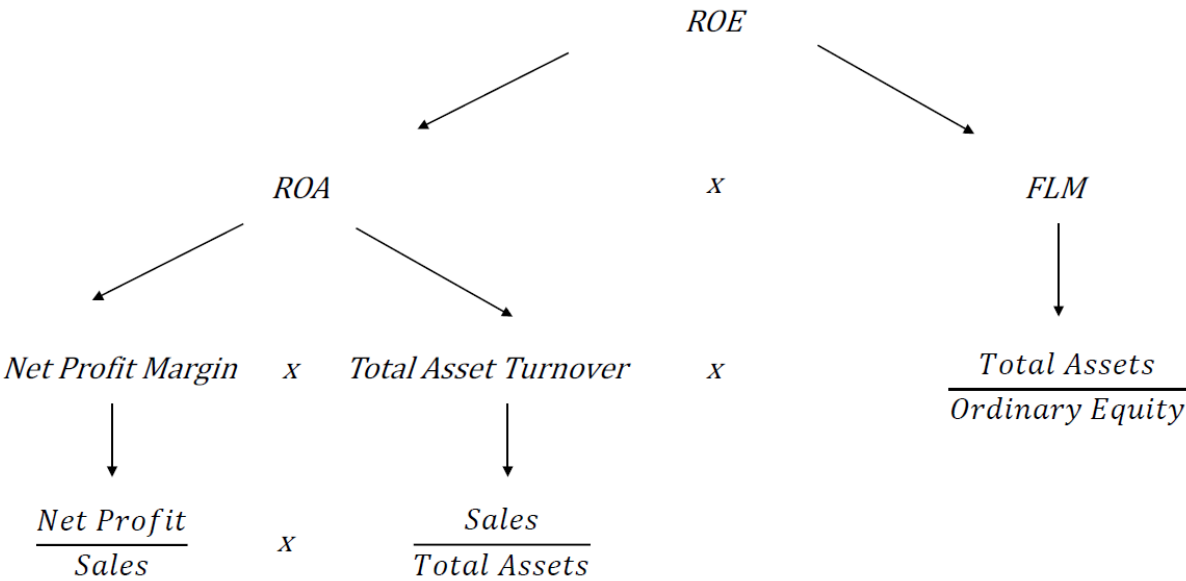 ROE
ROA x FLM
Net Profit Margin x Total Asset Turnover x Total Assets
Ordinary Equity
Net Profit x Sales
Sales Total Assets